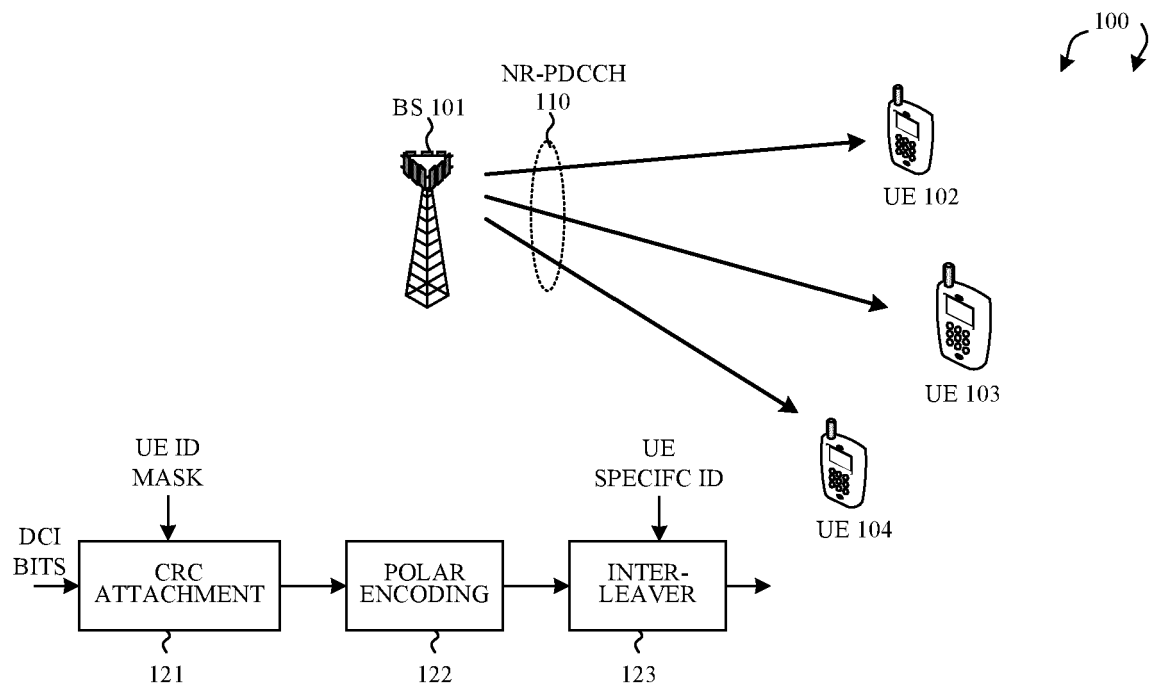 100
NR-PDCCH
110
BS 101
UE 102
UE 103
UE 104
UE ID
MASK
UE
SPECIFC ID
DCI
BITS
CRC
ATTACHMENT
POLAR
ENCODING
INTER-
LEAVER
121
122
123